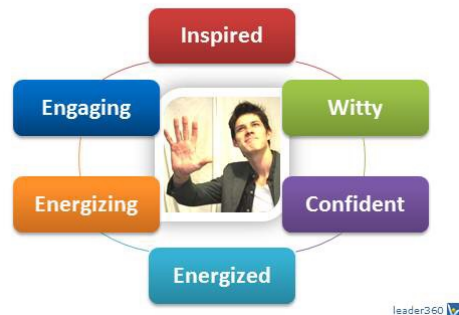 Inspired
Engaging
Witty
Energizing
Confident
Energized
leader360